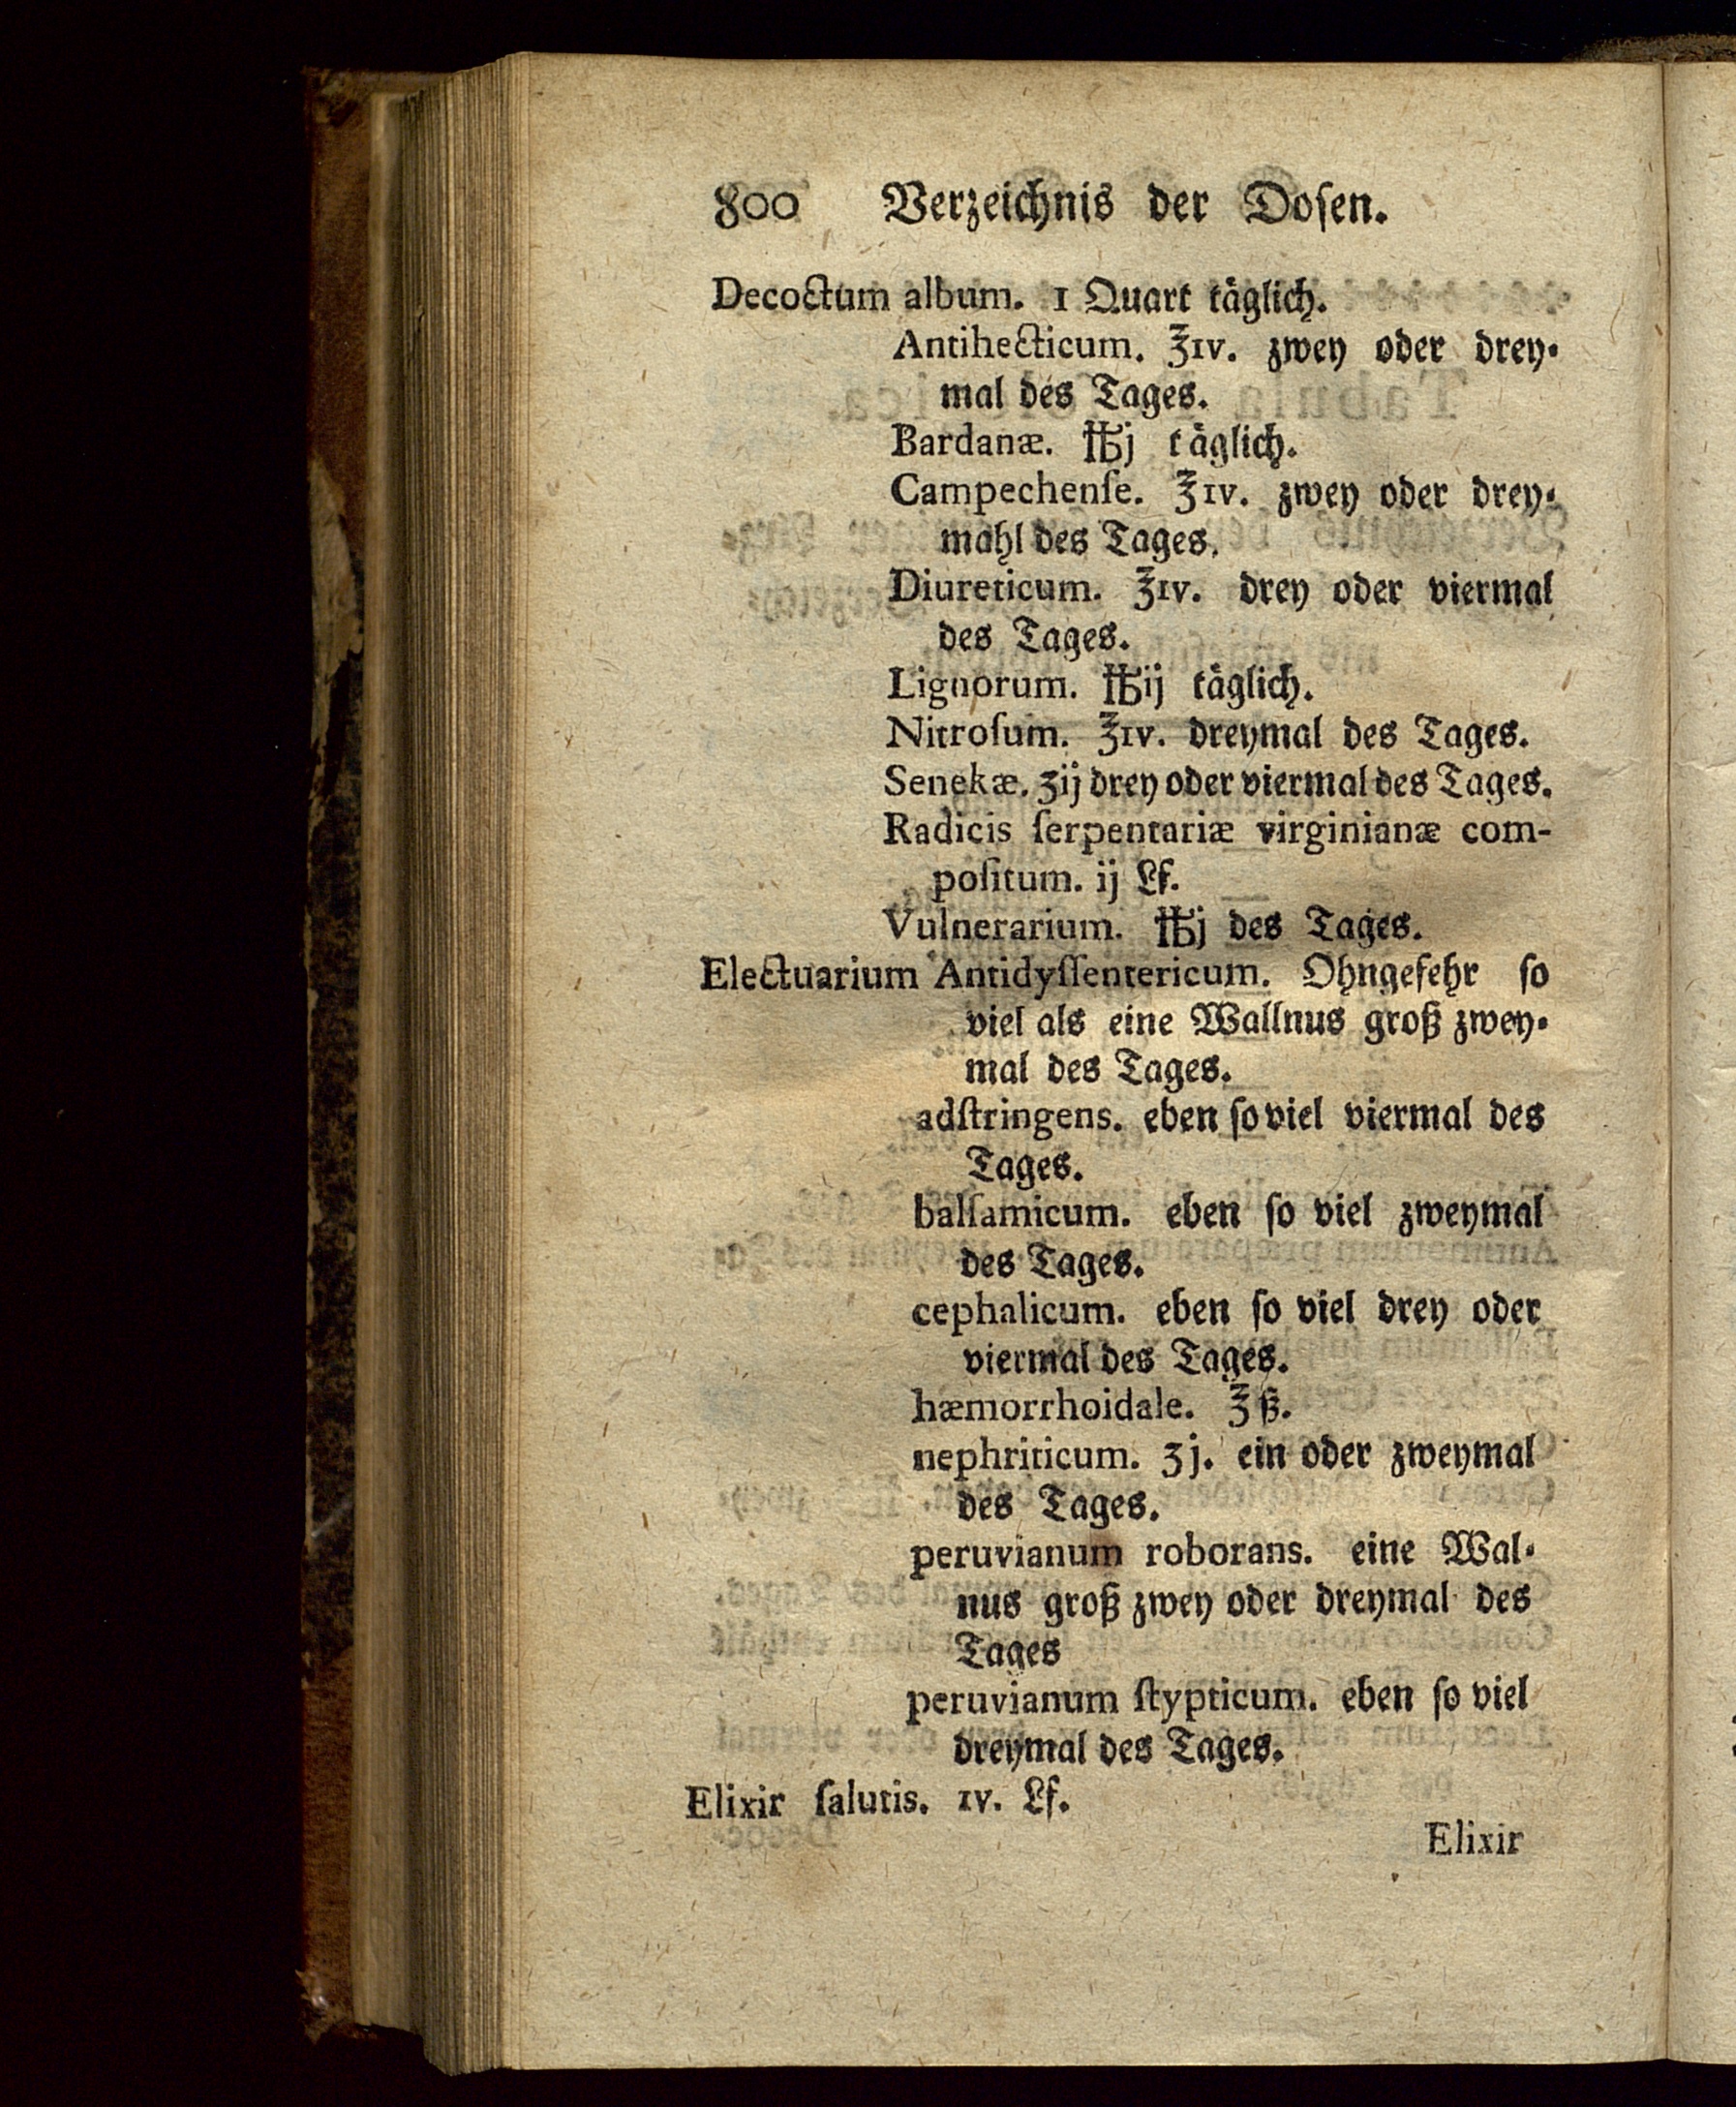 800 Verzeichnis der Doſen.
Decoctum album. 1 Quart täglich.
Antihecticum. ℥ıv. zwey oder drey-
mal des Tages.
Bardanæ. ℔j täglich.
Campechenſe. ℥ıv. zwey oder drey-
mahl des Tages.
Diureticum. ℥ıv. drey oder viermal
des Tages.
Lignorum. ℔ij täglich.
Nitroſum. ℥ıv. dreymal des Tages.
Senekæ. ʒij drey oder viermal des Tages.
Radicis ſerpentariæ virginianæ com-
poſitum. ij Lf.
Vulnerarium. ℔j des Tages.
Electuarium Antidyſſentericum. Ohngefehr ſo
viel als eine Wallnus groß zwey-
mal des Tages.
adſtringens. eben ſo viel viermal des
Tages.
balſamicum. eben ſo viel zweymal
des Tages.
cephalicum. eben ſo viel drey oder
viermal des Tages.
hæmorrhoidale. ℥ß.
nephriticum. ʒj. ein oder zweymal
des Tages.
peruvianum roborans. eine Wal-
nus groß zwey oder dreymal des
Tages
peruvianum ſtypticum. eben ſo viel
dreymal des Tages.
Elixir ſalutis. ıv. Lf.
Elixir